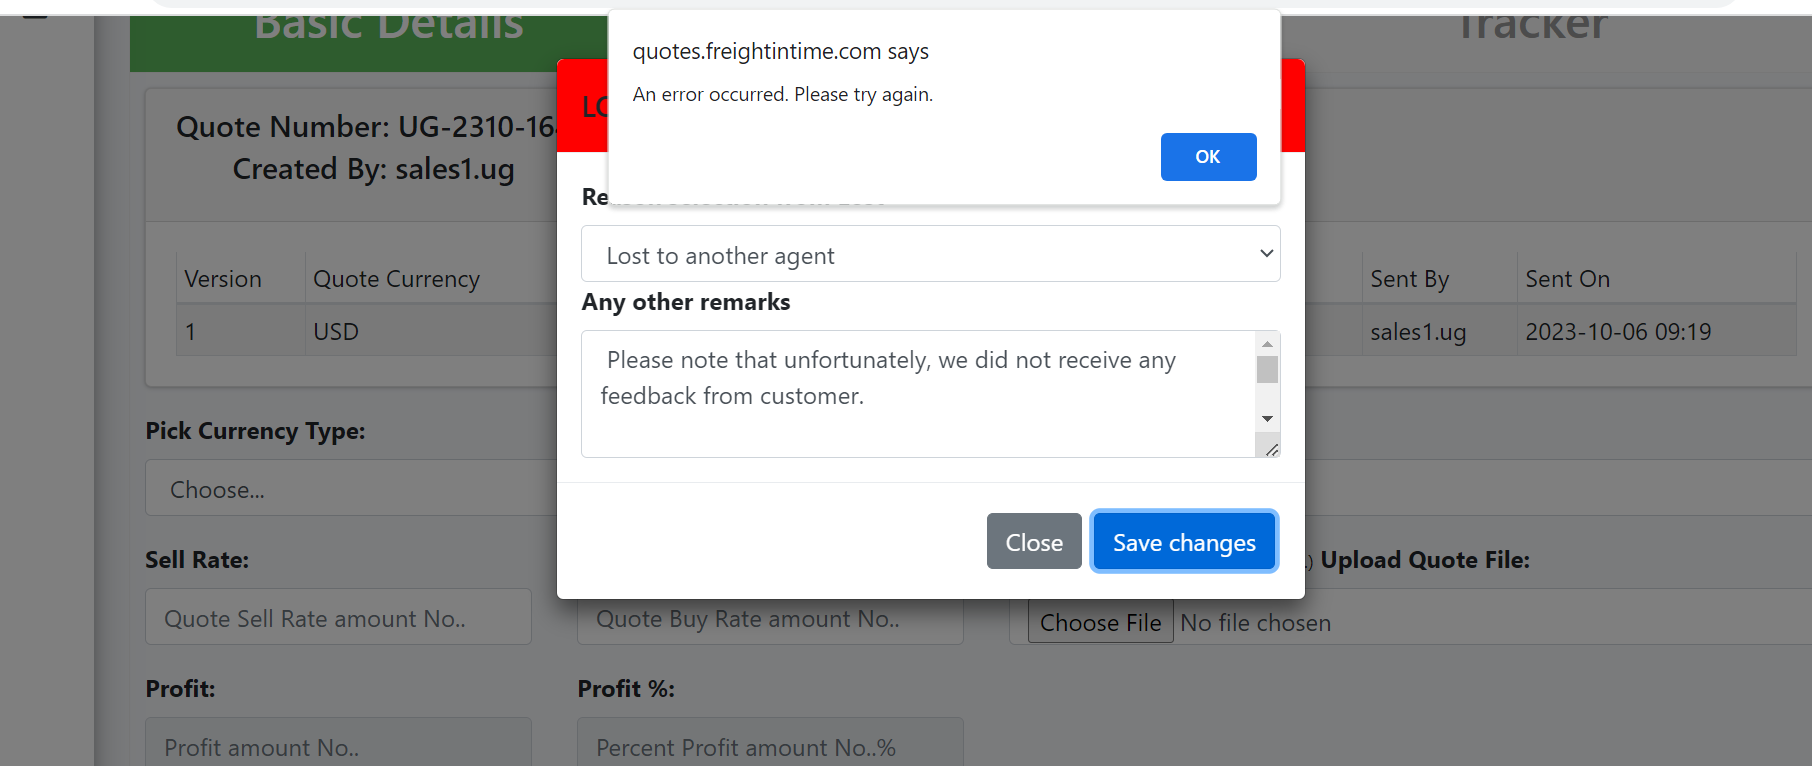 Basic Details
Tracker
quotes.freightintime.com says
An error occurred. Please try again.
OK
Quote Number: UG-2310-16
Created By: sales1.ug
Lost to another agent
Any other remarks
Please note that unfortunately, we did not receive any
feedback from customer.
Close
Save changes
Version
Quote Currency
Sent By
Sent On
1
USD
sales1.ug
2023-10-06 09:19
Pick Currency Type:
Choose...
Sell Rate:
Upload Quote File:
Quote Sell Rate amount No..
Quote Buy Rate amount No..
Choose File
No file chosen
Profit:
Profit %:
Profit amount No..
Percent Profit amount No..%